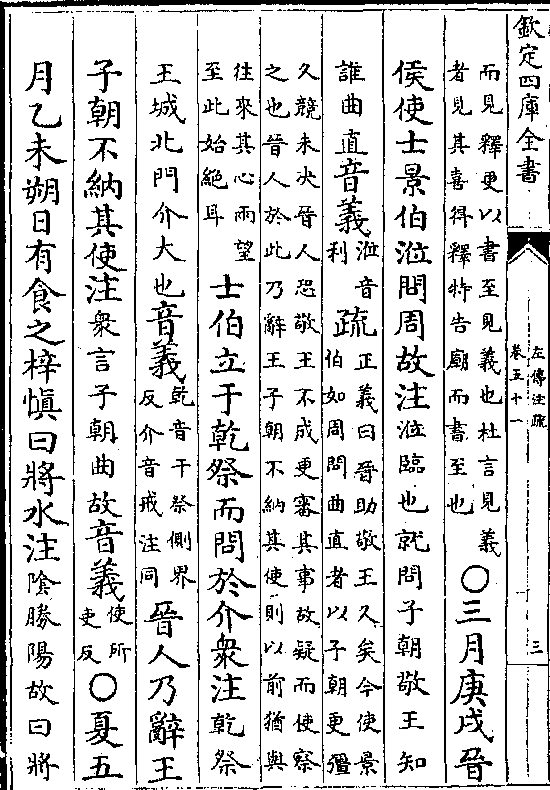 欽定四庫全書
左傳注疏
卷五十一
三
而見釋更以書至見義也杜言見義
者見其喜得釋特告廟而書至也
○三月庚戌晉
侯使士景伯涖問周故注涖臨也就問子朝敬王知
誰曲直音義涖音
利
疏正義曰晉助敬王久矣今使景
伯如周問曲直者以子朝更彊
久競未决晉人恐敬王不成更審其事故疑而使察
之也晉人於此乃辭王子朝不納其使則以前猶與
往來其心兩望
至此始絶耳
士伯立于乾祭而問於介衆注乾祭
王城北門介大也音義乾音干祭側界
反介音戒注同
晉人乃辭王
子朝不納其使注衆言子朝曲故音義使所
吏反
○夏五
月乙未朔日有食之梓慎曰將水注陰勝陽故曰將